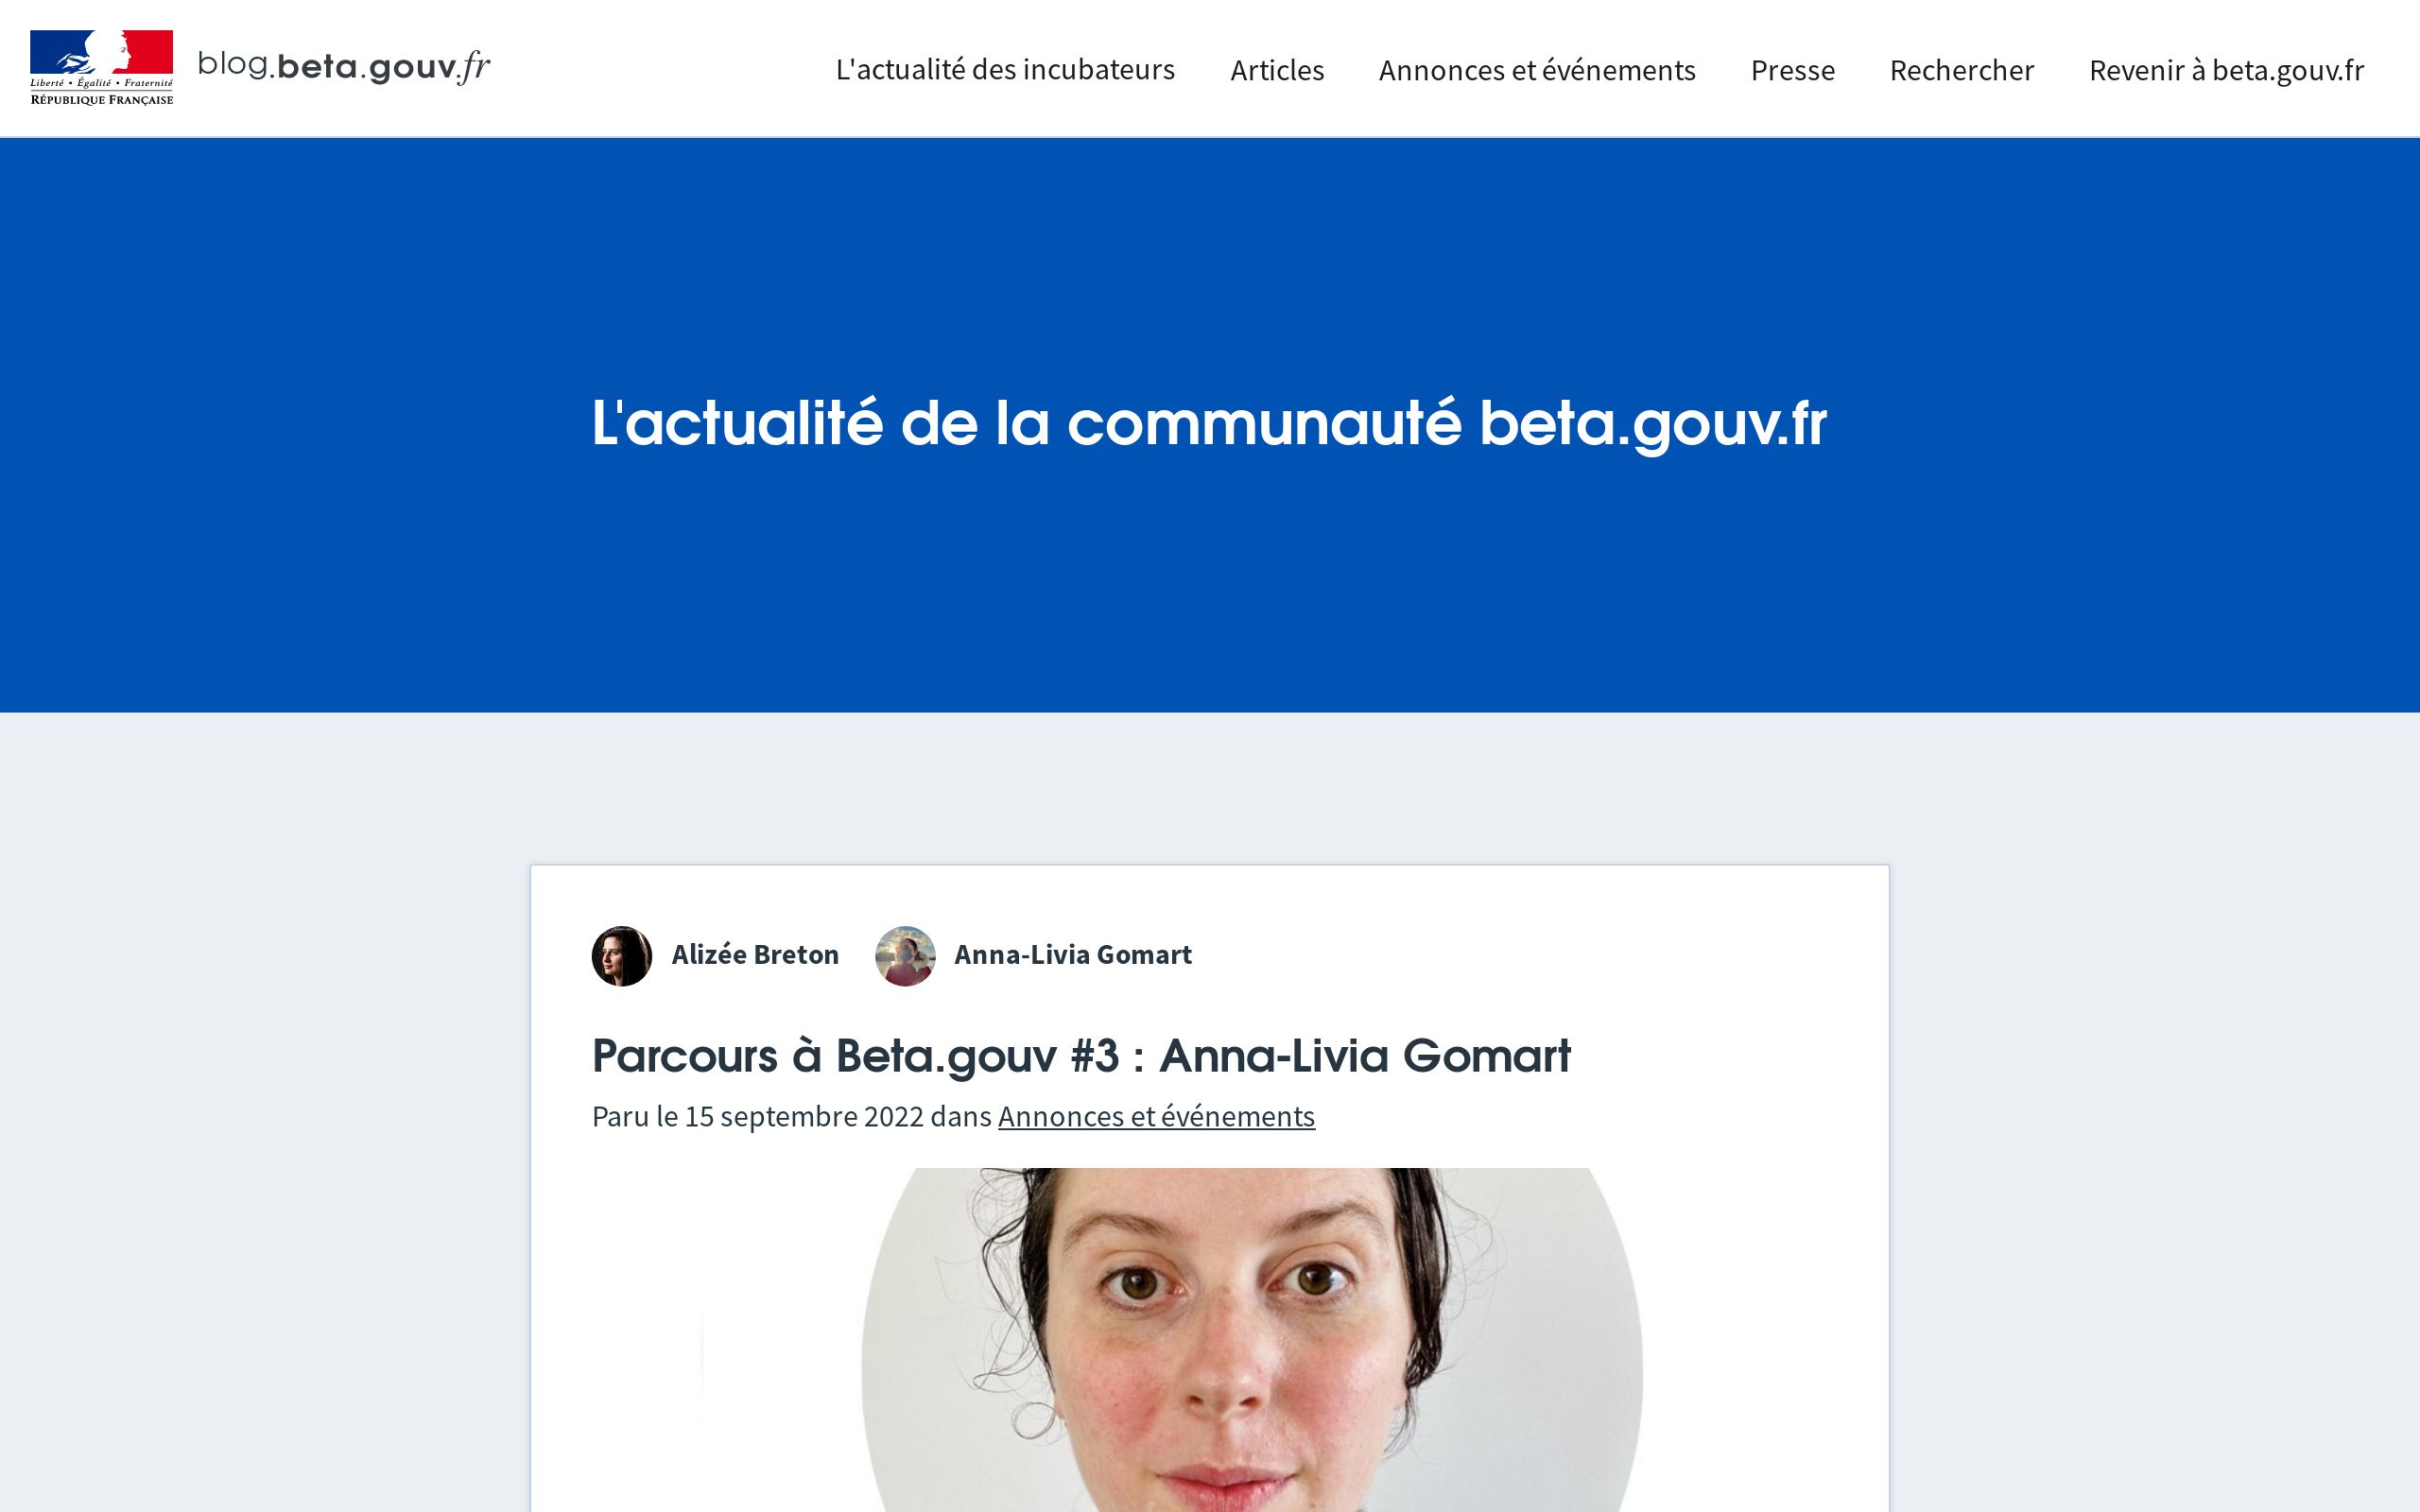 Liberté • Égalité • Fraternité
RÉPUBLIQUE FRANÇAISE
blog.beta.gouv.fr
L'actualité des incubateurs
Articles
Annonces et événements
Presse
Rechercher
Revenir à beta.gouv.fr
L'actualité de la communauté beta.gouv.fr
Alizée Breton
Anna-Livia Gomart
Parcours à Beta.gouv #3 : Anna-Livia Gomart
Paru le 15 septembre 2022 dans Annonces et événements